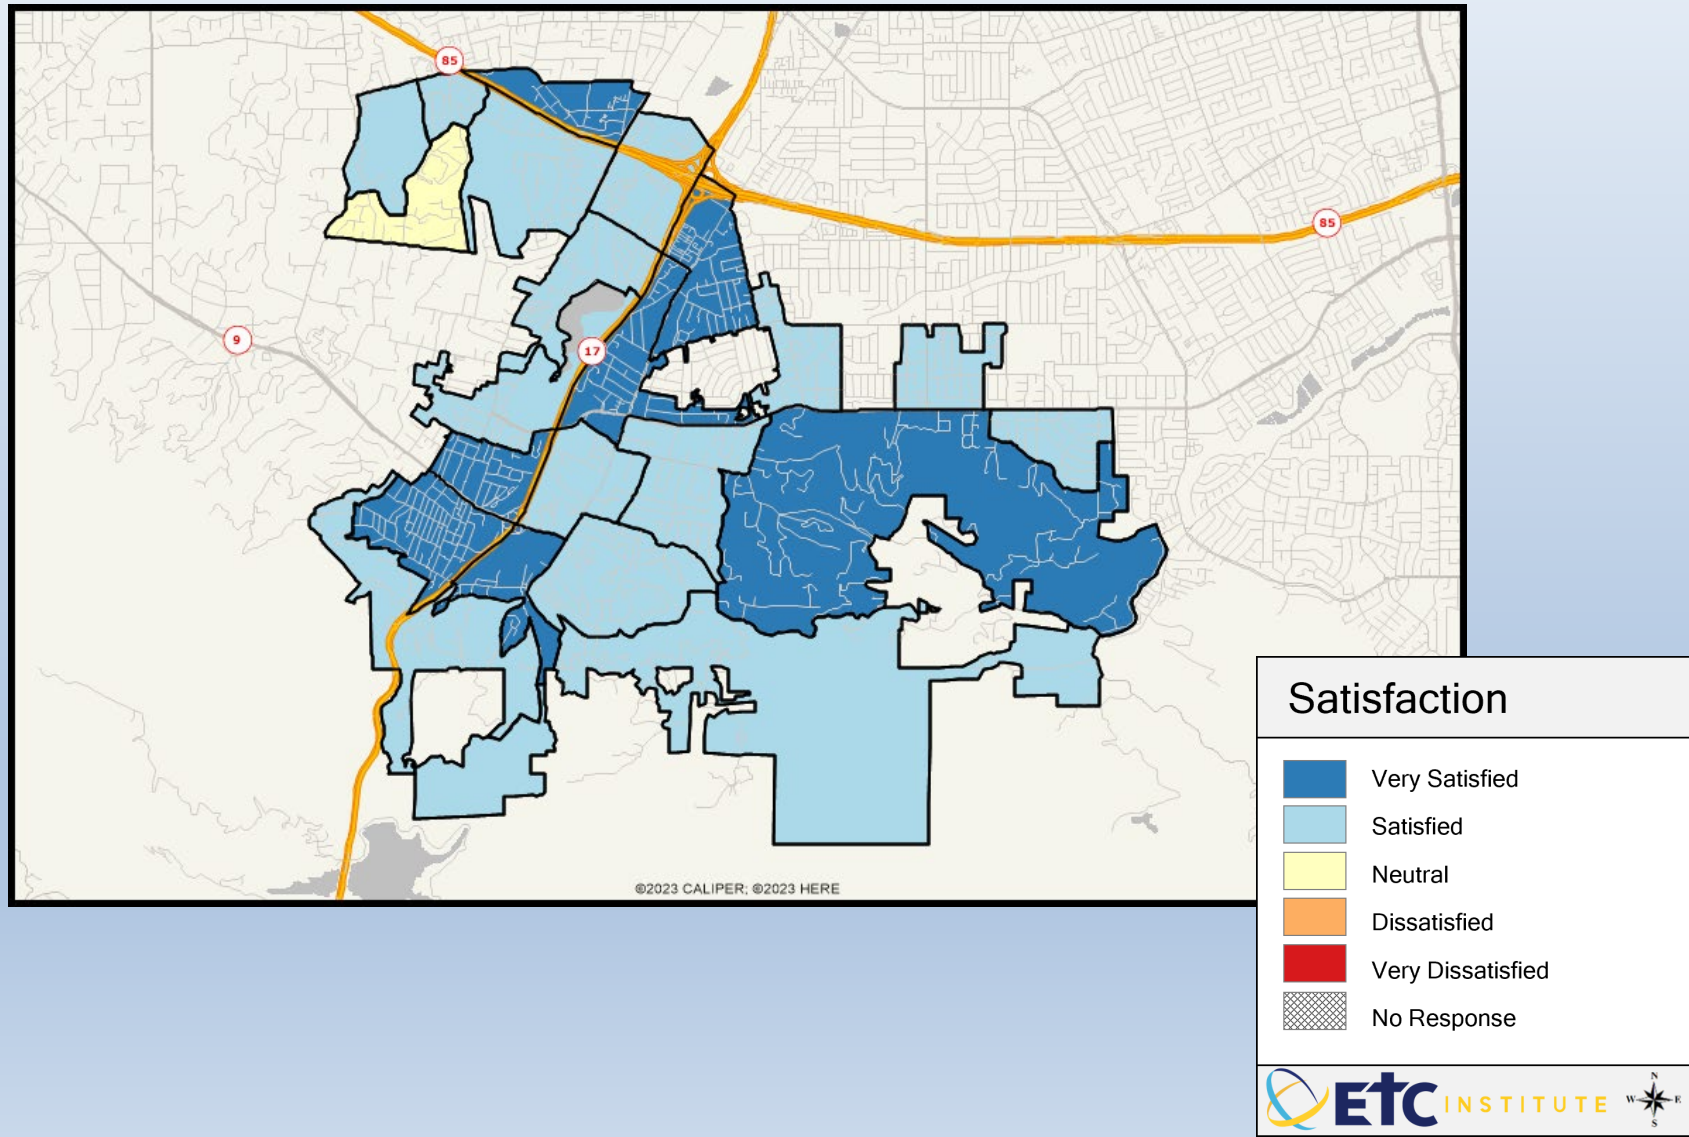 85
85
9
17
©2023 CALIPER; ©2023 HERE
Satisfaction
Very Satisfied
Satisfied
Neutral
Dissatisfied
Very Dissatisfied
No Response
ETC INSTITUTE
N
W E
S